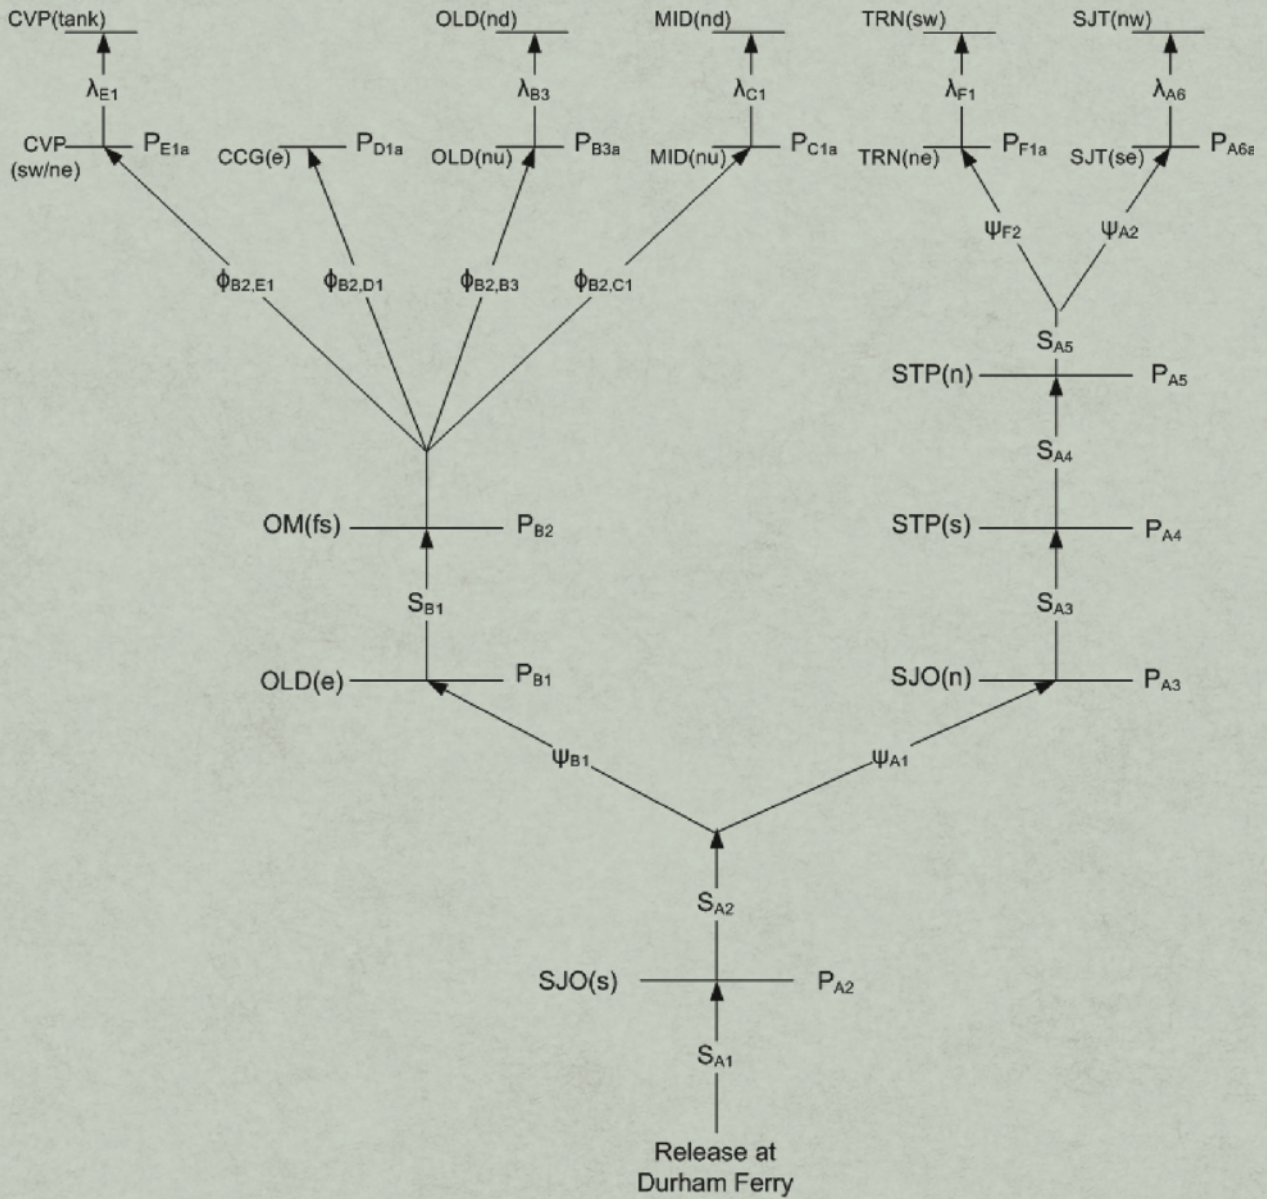 CVP(tank) OLD(nd) MID(nd) TRN(sw) SJT(nw)
λE1 λB3 λC1 λF1 λA6
CVP PE1a CCG(e) PD1a OLD(nu) PB3a MID(nu) PC1a TRN(ne) PF1a SJT(se) PA6a
(sw/ne)
ψF2 ψA2
ϕB2,E1 ϕB2,D1 ϕB2,B3 ϕB2,C1
SA5
STP(n) PA5
SA4
OM(fs) PB2 STP(s) PA4
SB1 SA3
OLD(e) PB1 SJO(n) PA3
ψB1 ψA1
SA2
SJO(s) PA2
SA1
Release at
Durham Ferry